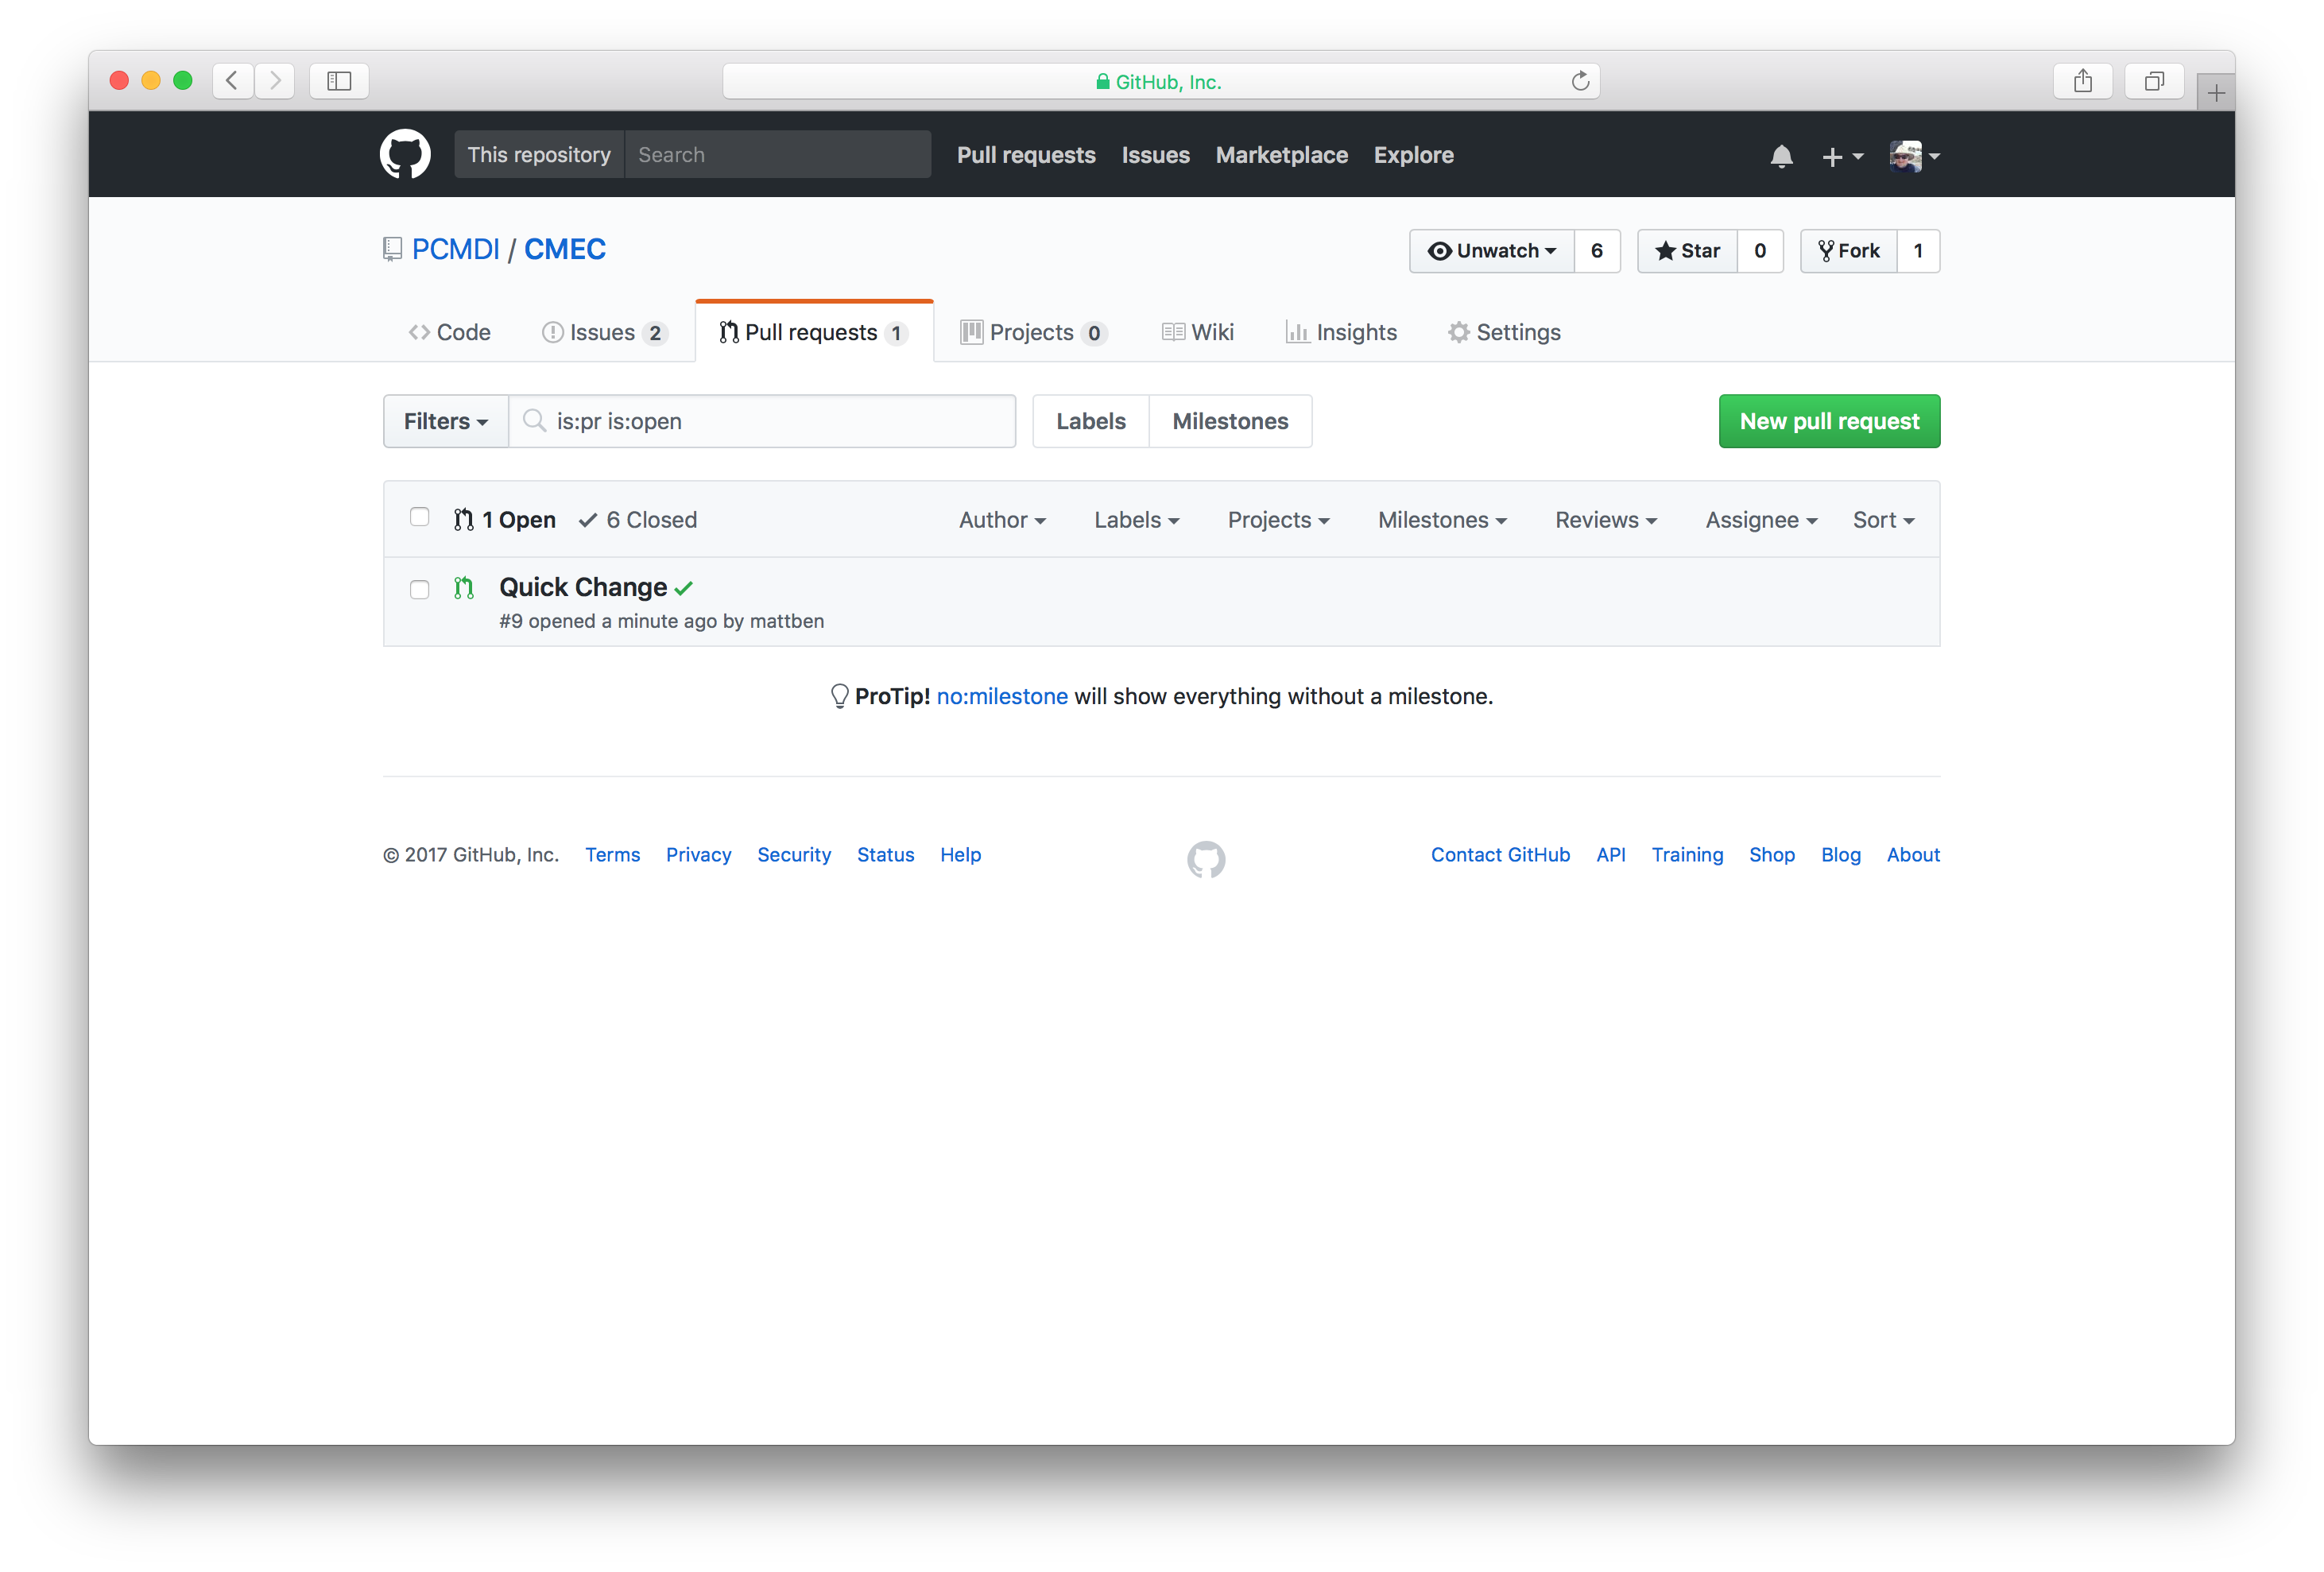 GitHub, Inc.
This repository Search Pull requests Issues Marketplace Explore
PCMDI / CMEC Unwatch 6 Star 0 Fork 1
Code Issues 2 Pull requests 1 Projects 0 Wiki Insights Settings
Filters is:pr is:open Labels Milestones New pull request
1 Open 6 Closed Author Labels Projects Milestones Reviews Assignee Sort
Quick Change
#9 opened a minute ago by mattben
ProTip! no:milestone will show everything without a milestone.
© 2017 GitHub, Inc. Terms Privacy Security Status Help Contact GitHub API Training Shop Blog About